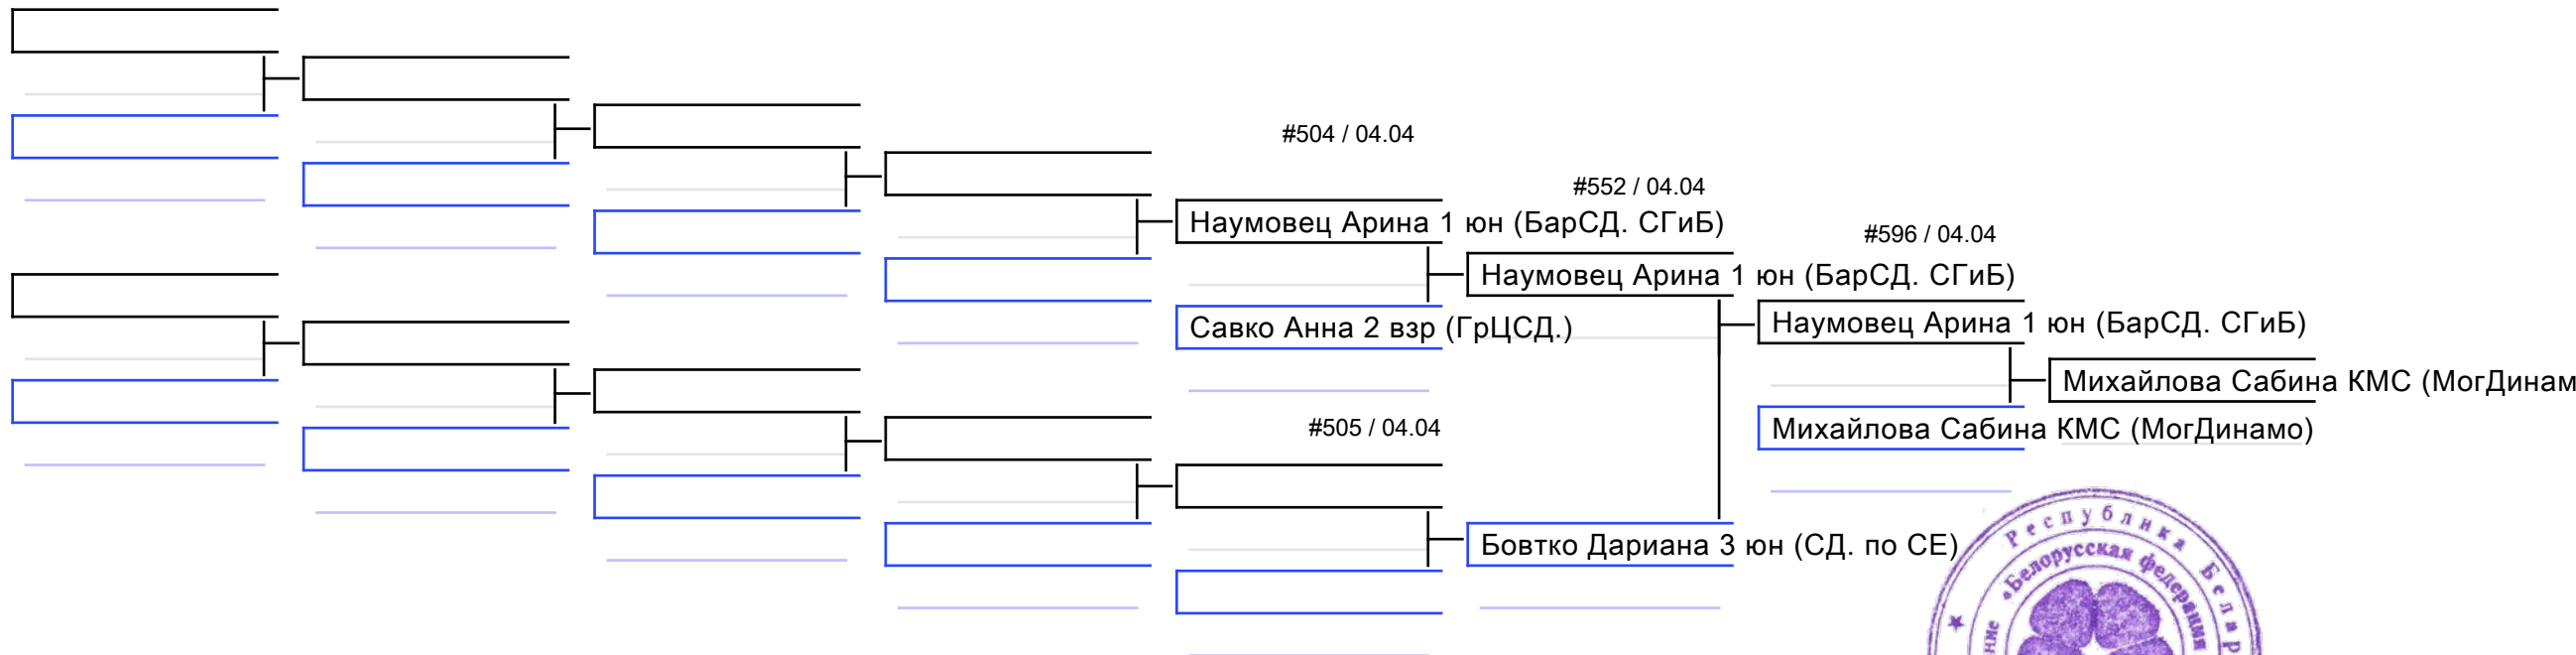 #504 / 04.04
#552 / 04.04
Наумовец Арина 1 юн (БарСД. СГиБ)
#596 / 04.04
Наумовец Арина 1 юн (БарСД. СГиБ)
Савко Анна 2 взр (ГрЦСД.)
Наумовец Арина 1 юн (БарСД. СГиБ)
Михайлова Сабина КМС (МогДинам
#505 / 04.04
Михайлова Сабина КМС (МогДинамо)
Бовтко Дариана 3 юн (СД. по СЕ)
Республика Белар
«Белорусская федерация